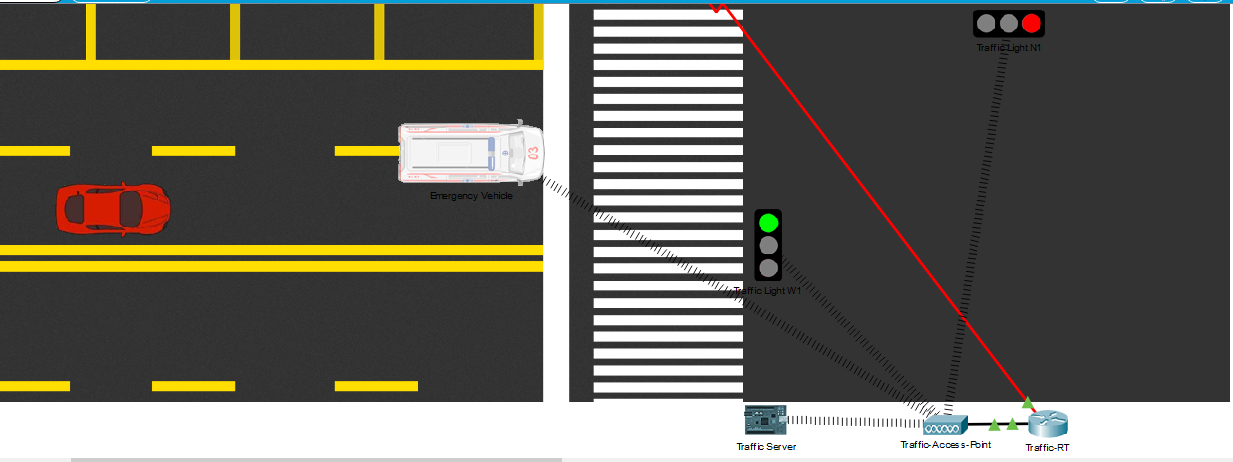 Traffic Light N1
03
Emergency Vehicle
Traffic Light W1
Traffic Server
Traffic-Access-Point
Traffic-RT